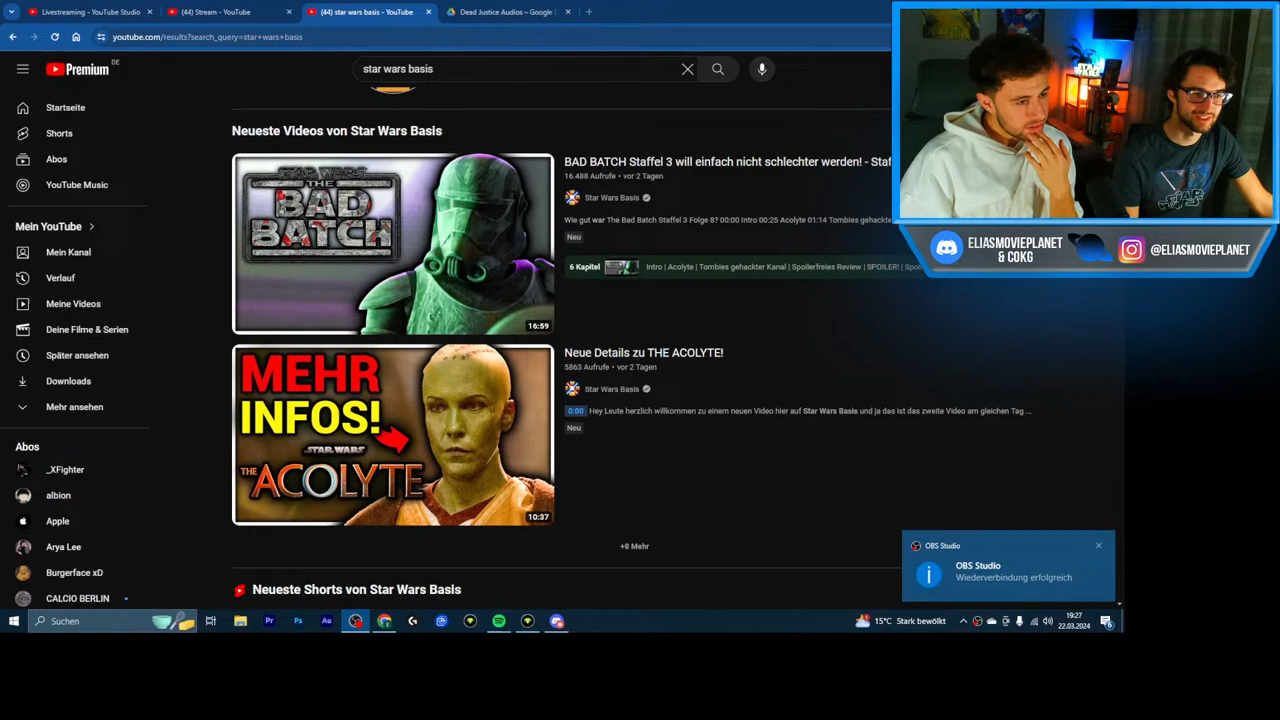 Livestreaming - YouTube Studio
(44) Stream - YouTube
(44) star wars basis - YouTube
Dead Justice Audios – Google
youtube.com/results?search_query=star+wars+basis
Premium
DE
star wars basis
Startseite
Shorts
Abos
YouTube Music
Mein YouTube
Mein Kanal
Verlauf
Meine Videos
Deine Filme & Serien
Später ansehen
Downloads
Mehr ansehen
Abos
_XFighter
albion
Apple
Arya Lee
Burgerface xD
CALCIO BERLIN
Neueste Videos von Star Wars Basis
STAR WARS
THE
BAD
BATCH
16:59
BAD BATCH Staffel 3 will einfach nicht schlechter werden! - Staf
16.488 Aufrufe • vor 2 Tagen
Star Wars Basis
Wie gut war The Bad Batch Staffel 3 Folge 8? 00:00 Intro 00:25 Acolyte 01:14 Tombies gehackter
Neu
6 Kapitel
Intro | Acolyte | Tombies gehackter Kanal | Spoilerfreies Review | SPOILER! |
MEHR
INFOS!
STAR WARS
THE
ACOLYTE
10:37
Neue Details zu THE ACOLYTE!
5863 Aufrufe • vor 2 Tagen
Star Wars Basis
0:00 Hey Leute herzlich willkommen zu einem neuen Video hier auf Star Wars Basis und ja das ist das zweite Video am gleichen Tag ...
Neu
+8 Mehr
Neueste Shorts von Star Wars Basis
ELIASMOVIEPLANET
& COKG
@ELIASMOVIEPLANET
OBS Studio
OBS Studio
Wiederverbindung erfolgreich
Suchen
Pr
Ps
Au
15°C Stark bewölkt
19:27
22.03.2024